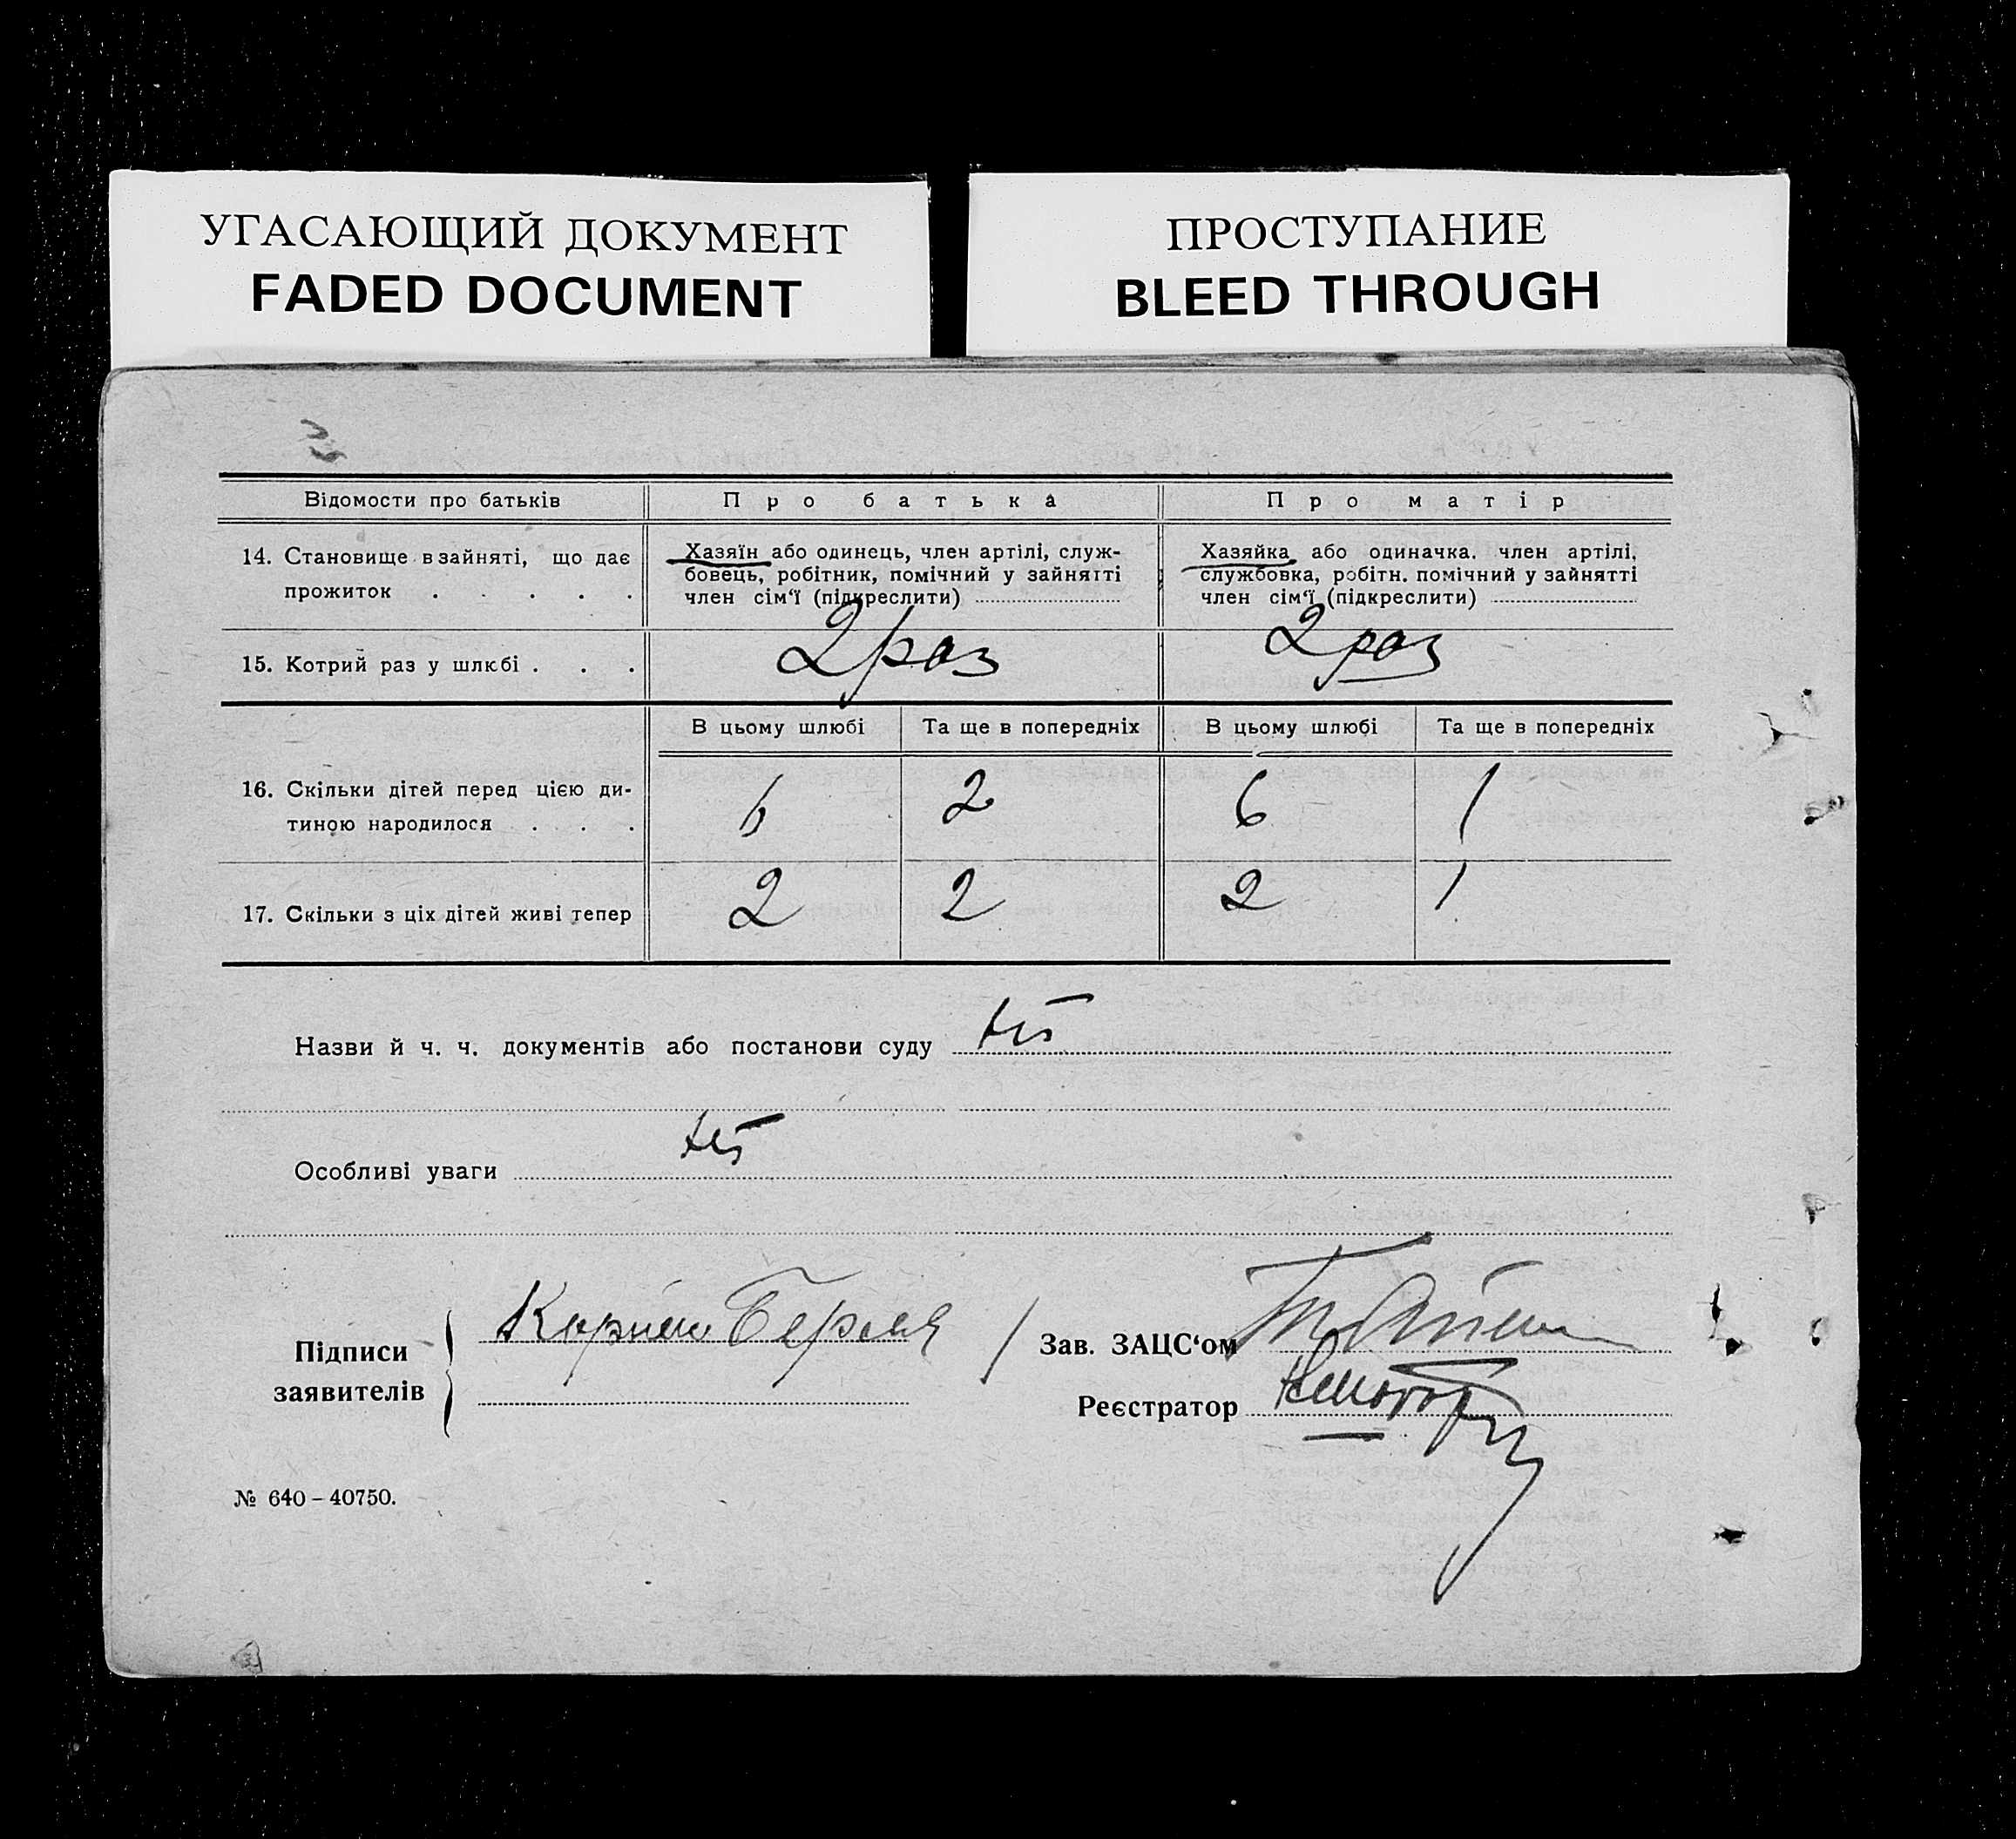 УГАСАЮЩИЙ ДОКУМЕНТ
FADED DOCUMENT
ПРОСТУПАНИЕ
BLEED THROUGH
Відомости про батьків
Про батька
Про матір
14. Становище в зайняті, що дає
прожиток . . . . .
Хазяїн або одинець, член артілі, служ-
бовець, робітник, помічний у зайнятті
член сім‘ї (підкреслити)
Хазяйка або одиначка. член артілі,
службовка, робітн. помічний у зайнятті
член сім‘ї (підкреслити)
15. Котрий раз у шлюбі . . .
2 раз
2 раз
В цьому шлюбі
Та ще в попередніх
В цьому шлюбі
Та ще в попередніх
16. Скільки дітей перед цією ди-
тиною народилося . . .
6
2
6
1
17. Скільки з ціх дітей живі тепер
2
2
2
1
Назви й ч. ч. документів або постанови суду
Особливі уваги
Підписи
заявителів
Зав. ЗАЦС‘ом
Реєстратор
№ 640 – 40750.